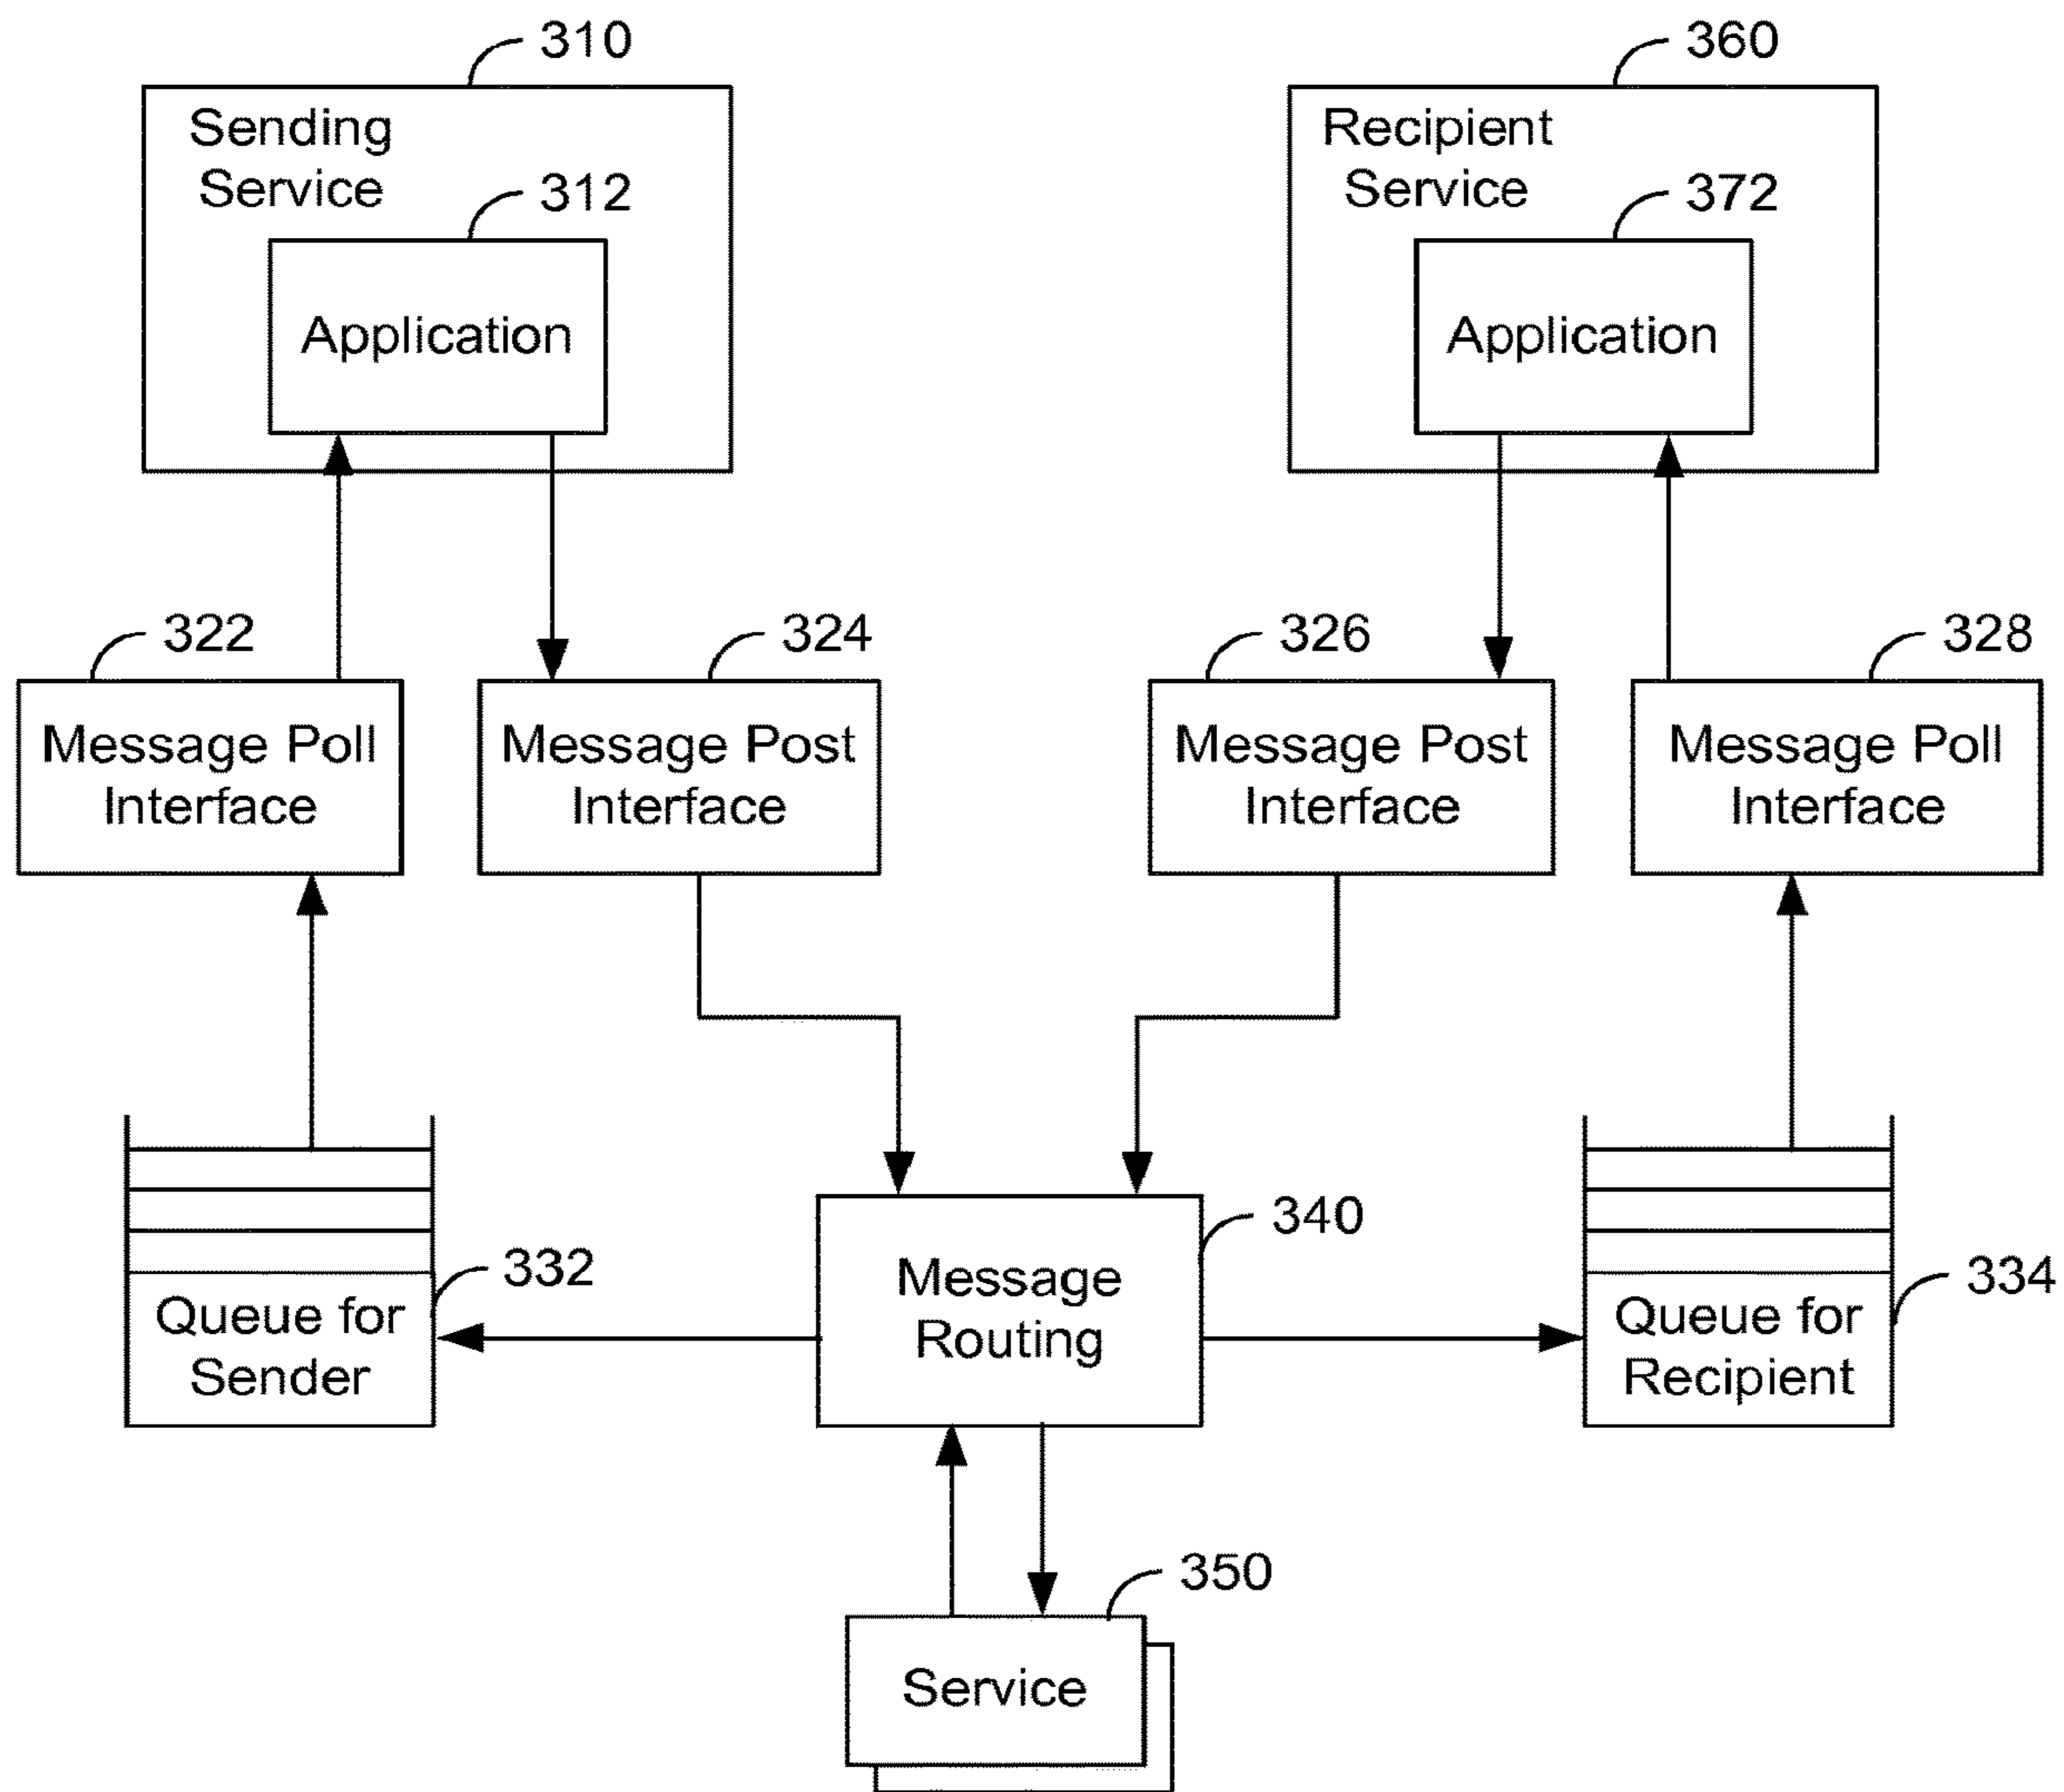 310
360
Sending
Service
Recipient
Service
312
372
Application
Application
322
324
326
328
Message Poll
Interface
Message Post
Interface
Message Post
Interface
Message Poll
Interface
332
340
334
Queue for
Sender
Message
Routing
Queue for
Recipient
350
Service